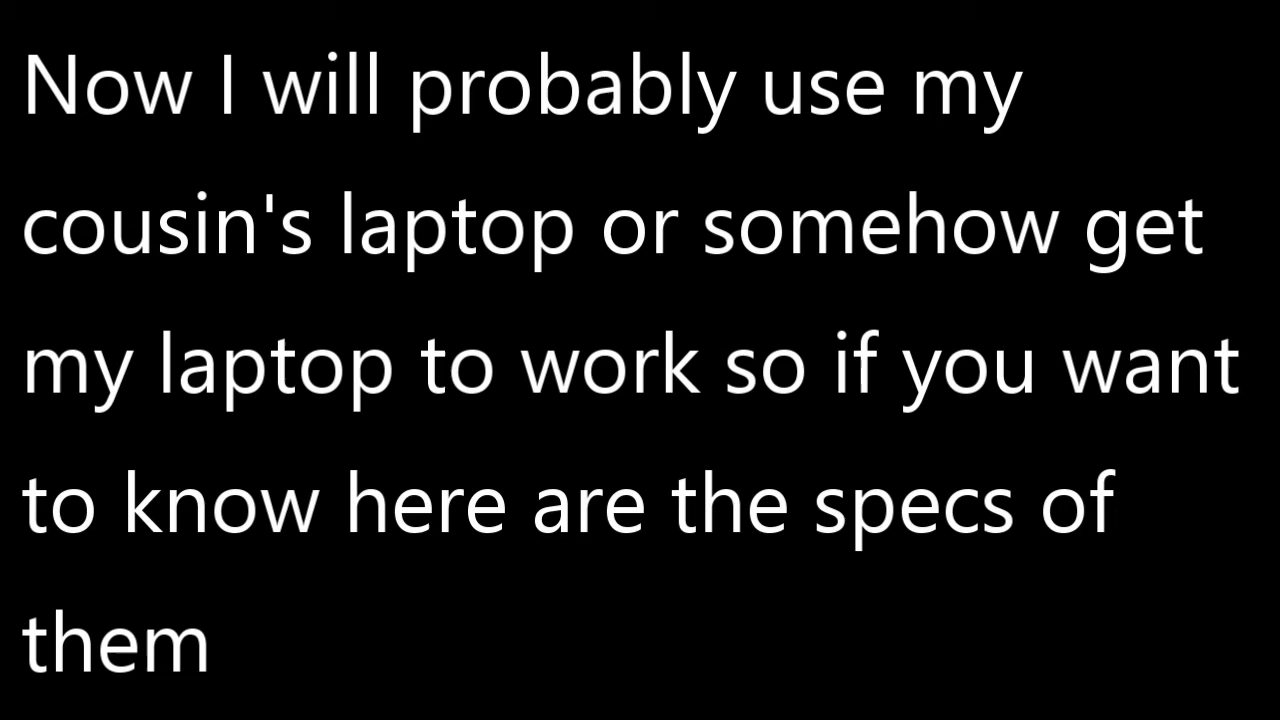 Now I will probably use my
cousin's laptop or somehow get
my laptop to work so if you want
to know here are the specs of
them